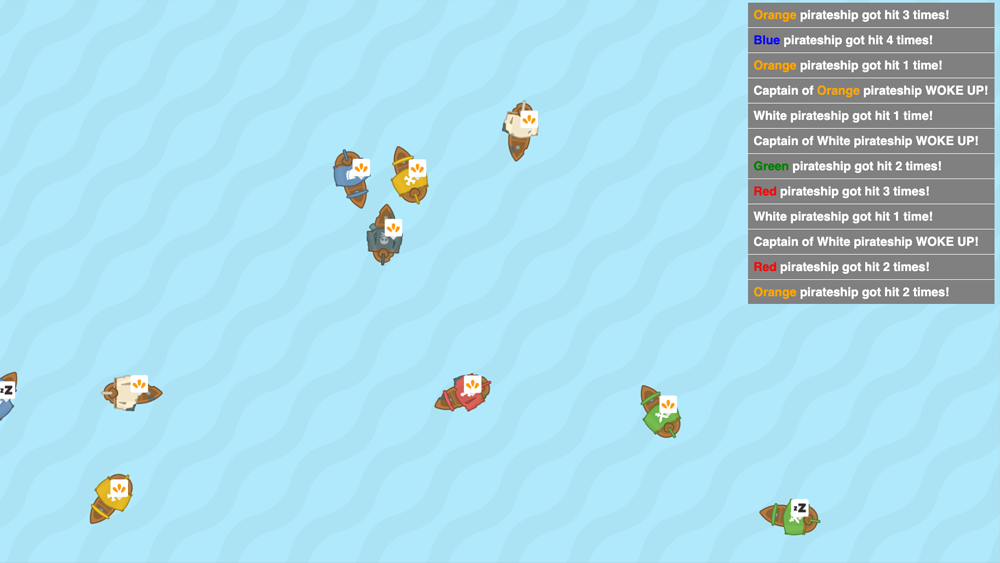 Orange pirateship got hit 3 times!
Blue pirateship got hit 4 times!
Orange pirateship got hit 1 time!
Captain of Orange pirateship WOKE UP!
White pirateship got hit 1 time!
Captain of White pirateship WOKE UP!
Green pirateship got hit 2 times!
Red pirateship got hit 3 times!
White pirateship got hit 1 time!
Captain of White pirateship WOKE UP!
Red pirateship got hit 2 times!
Orange pirateship got hit 2 times!
zZ
zZ